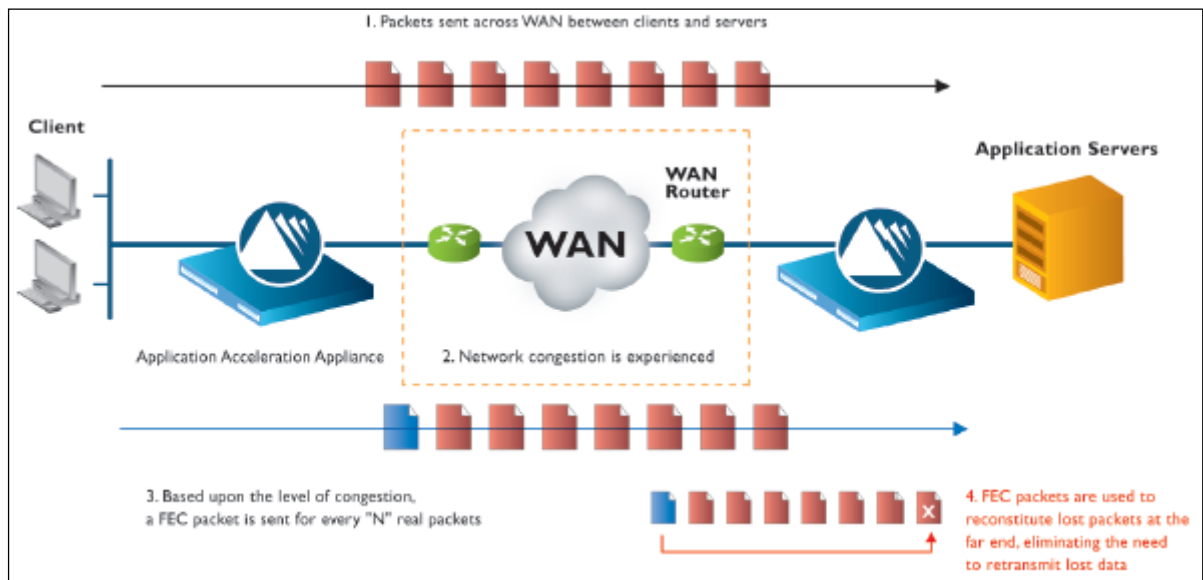 1. Packets sent across WAN between clients and servers
Client
Application Servers
WAN
Router
WAN
Application Acceleration Appliance
2. Network congestion is experienced
3. Based upon the level of congestion,
a FEC packet is sent for every "N" real packets
X
4. FEC packets are used to
reconstitute lost packets at the
far end, eliminating the need
to retransmit lost data